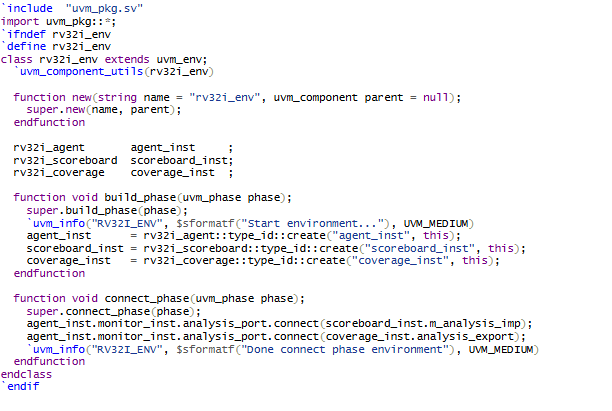 `include  "uvm_pkg.sv"
import uvm_pkg::*;
`ifndef rv32i_env
`define rv32i_env
class rv32i_env extends uvm_env;
  `uvm_component_utils(rv32i_env)

  function new(string name = "rv32i_env", uvm_component parent = null);
    super.new(name, parent);
  endfunction

  rv32i_agent      agent_inst     ;
  rv32i_scoreboard  scoreboard_inst;
  rv32i_coverage    coverage_inst  ;

  function void build_phase(uvm_phase phase);
    super.build_phase(phase);
    `uvm_info("RV32I_ENV", $sformatf("Start environment..."), UVM_MEDIUM)
    agent_inst      = rv32i_agent::type_id::create("agent_inst", this);
    scoreboard_inst = rv32i_scoreboard::type_id::create("scoreboard_inst", this);
    coverage_inst   = rv32i_coverage::type_id::create("coverage_inst", this);
  endfunction

  function void connect_phase(uvm_phase phase);
    super.connect_phase(phase);
    agent_inst.monitor_inst.analysis_port.connect(scoreboard_inst.m_analysis_imp);
    agent_inst.monitor_inst.analysis_port.connect(coverage_inst.analysis_export);
    `uvm_info("RV32I_ENV", $sformatf("Done connect phase environment"), UVM_MEDIUM)
  endfunction
endclass
`endif